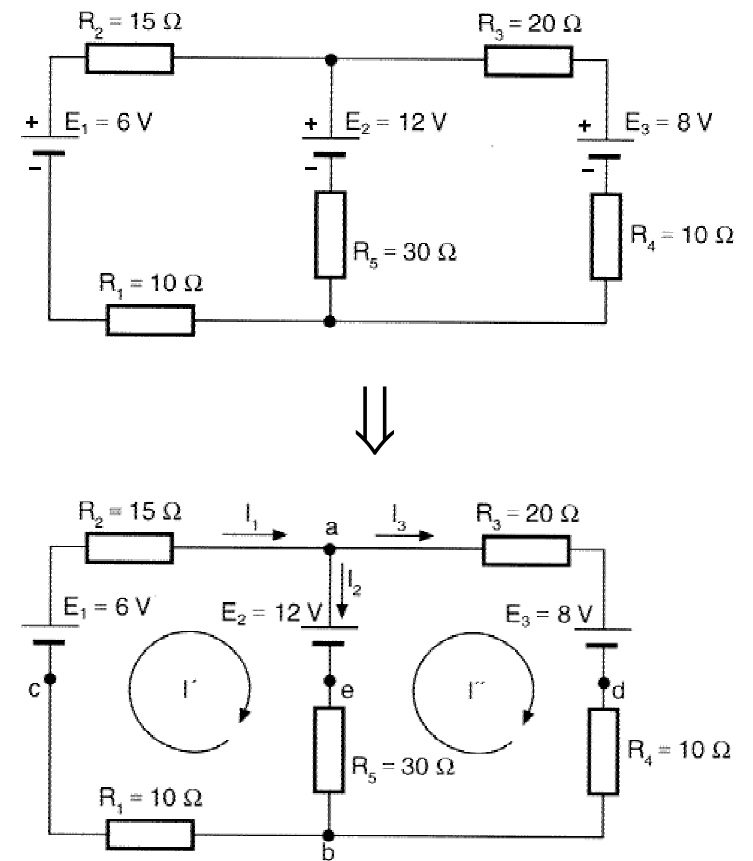 R₂ = 15 Ω
R₃ = 20 Ω
+ E₁ = 6 V
+ E₂ = 12 V
+ E₃ = 8 V
−
−
−
R₅ = 30 Ω
R₄ = 10 Ω
R₁ = 10 Ω
R₂ = 15 Ω
I₁
a
I₃
R₃ = 20 Ω
E₁ = 6 V
E₂ = 12 V
I₂
E₃ = 8 V
c
I´
e
I´´
d
R₅ = 30 Ω
R₄ = 10 Ω
R₁ = 10 Ω
b